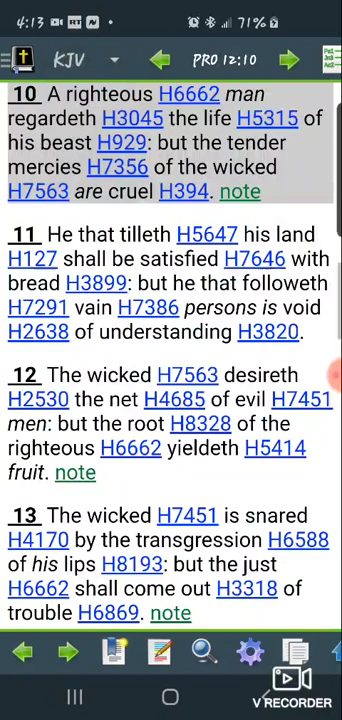 4:13 71%
KJV PRO 12:10
10 A righteous H6662 man
regardeth H3045 the life H5315 of
his beast H929: but the tender
mercies H7356 of the wicked
H7563 are cruel H394. note
11 He that tilleth H5647 his land
H127 shall be satisfied H7646 with
bread H3899: but he that followeth
H7291 vain H7386 persons is void
H2638 of understanding H3820.
12 The wicked H7563 desireth
H2530 the net H4685 of evil H7451
men: but the root H8328 of the
righteous H6662 yieldeth H5414
fruit. note
13 The wicked H7451 is snared
H4170 by the transgression H6588
of his lips H8193: but the just
H6662 shall come out H3318 of
trouble H6869. note
V RECORDER